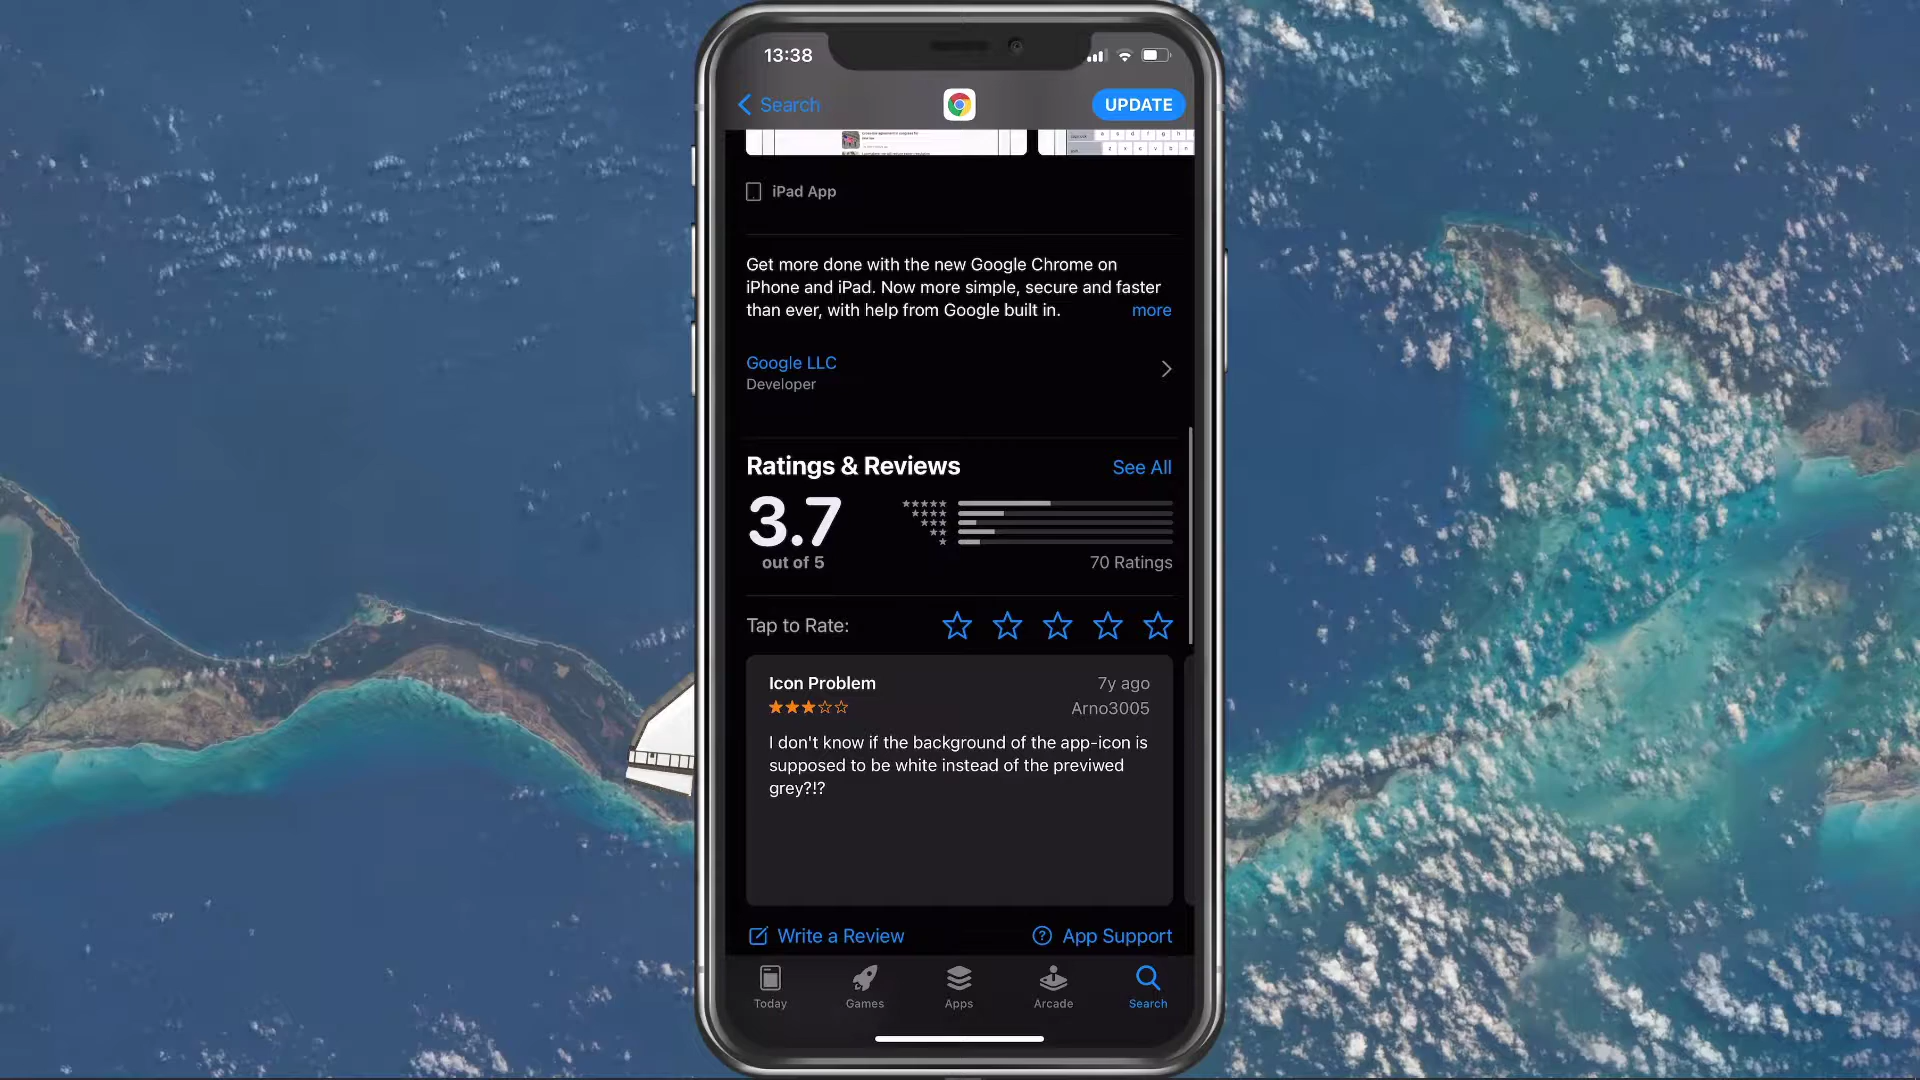 13:38
Search
UPDATE
iPad App
Get more done with the new Google Chrome on
iPhone and iPad. Now more simple, secure and faster
than ever, with help from Google built in. more
Google LLC
Developer
Ratings & Reviews See All
3.7
out of 5
70 Ratings
Tap to Rate:
Icon Problem 7y ago
Arno3005
I don't know if the background of the app-icon is
supposed to be white instead of the previwed
grey?!?
Write a Review App Support
Today Games Apps Arcade Search